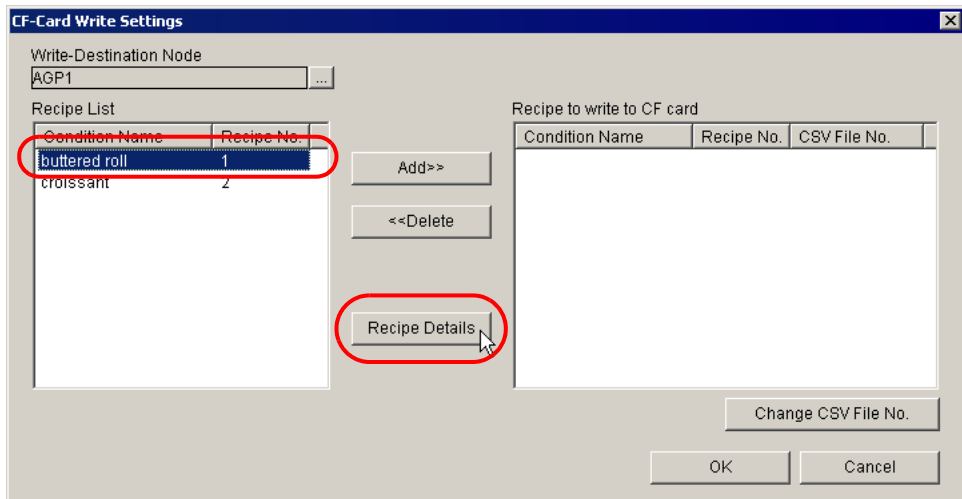 CF-Card Write Settings
Write-Destination Node
AGP1 ...
Recipe List
Condition Name Recipe No.
buttered roll 1
croissant 2
Add>>
<<Delete
Recipe Details
Recipe to write to CF card
Condition Name Recipe No. CSV File No.
Change CSV File No.
OK Cancel